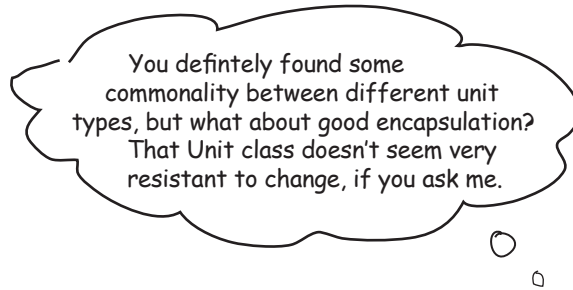 You defintely found some
commonality between different unit
types, but what about good encapsulation?
That Unit class doesn't seem very
resistant to change, if you ask me.